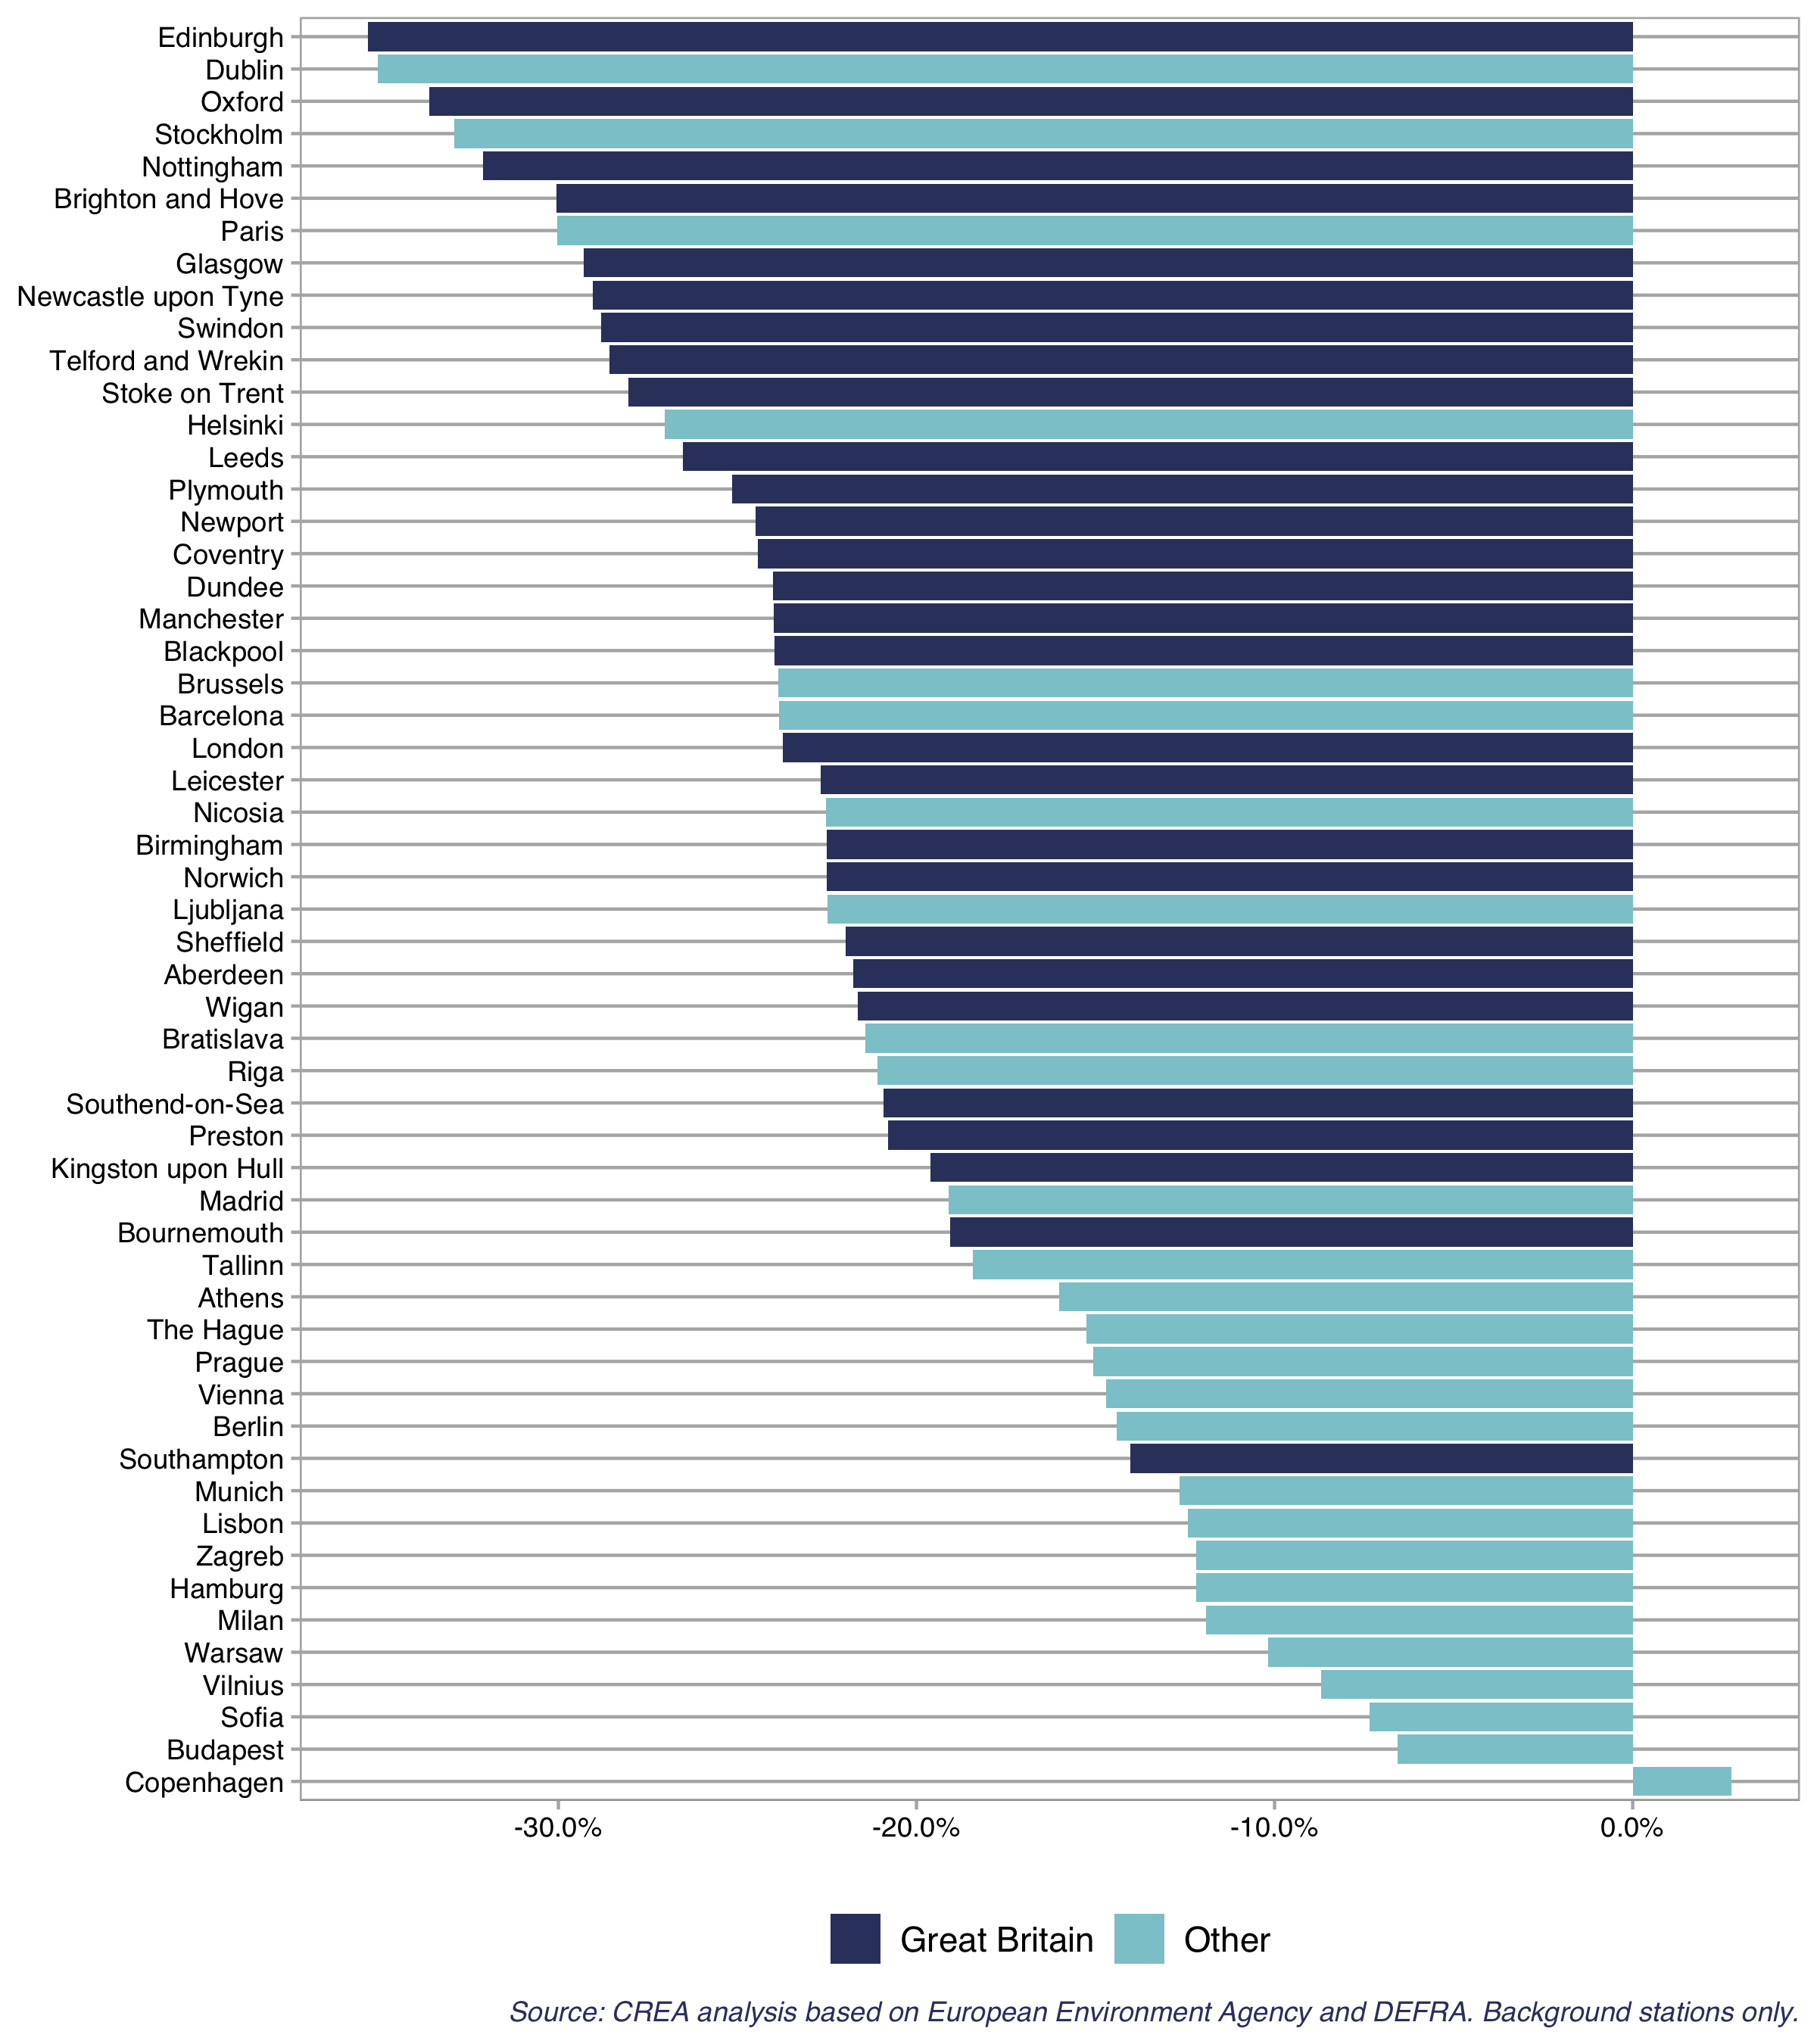 Edinburgh
Dublin
Oxford
Stockholm
Nottingham
Brighton and Hove
Paris
Glasgow
Newcastle upon Tyne
Swindon
Telford and Wrekin
Stoke on Trent
Helsinki
Leeds
Plymouth
Newport
Coventry
Dundee
Manchester
Blackpool
Brussels
Barcelona
London
Leicester
Nicosia
Birmingham
Norwich
Ljubljana
Sheffield
Aberdeen
Wigan
Bratislava
Riga
Southend-on-Sea
Preston
Kingston upon Hull
Madrid
Bournemouth
Tallinn
Athens
The Hague
Prague
Vienna
Berlin
Southampton
Munich
Lisbon
Zagreb
Hamburg
Milan
Warsaw
Vilnius
Sofia
Budapest
Copenhagen
-30.0% -20.0% -10.0% 0.0%
Great Britain Other
Source: CREA analysis based on European Environment Agency and DEFRA. Background stations only.